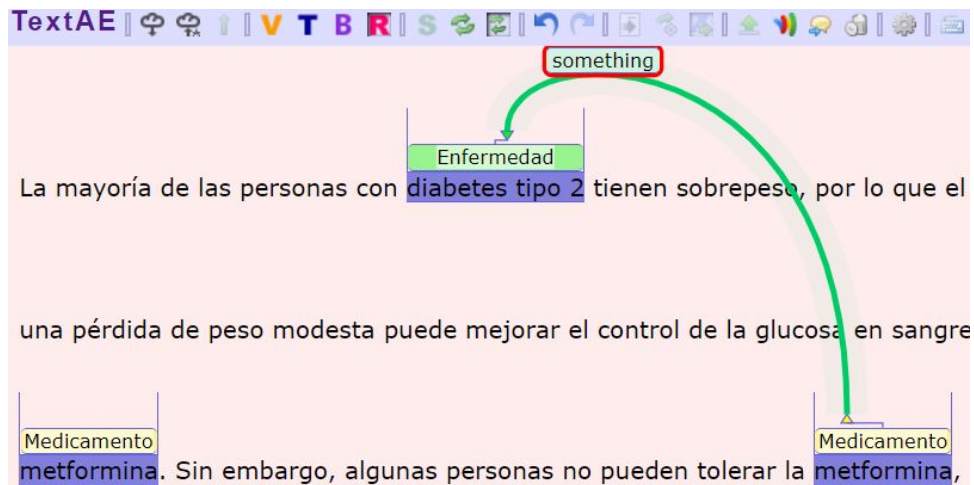 TextAE V T B R S
something
Enfermedad
La mayoría de las personas con diabetes tipo 2 tienen sobrepeso, por lo que el
una pérdida de peso modesta puede mejorar el control de la glucosa en sangre
Medicamento Medicamento
metformina. Sin embargo, algunas personas no pueden tolerar la metformina,